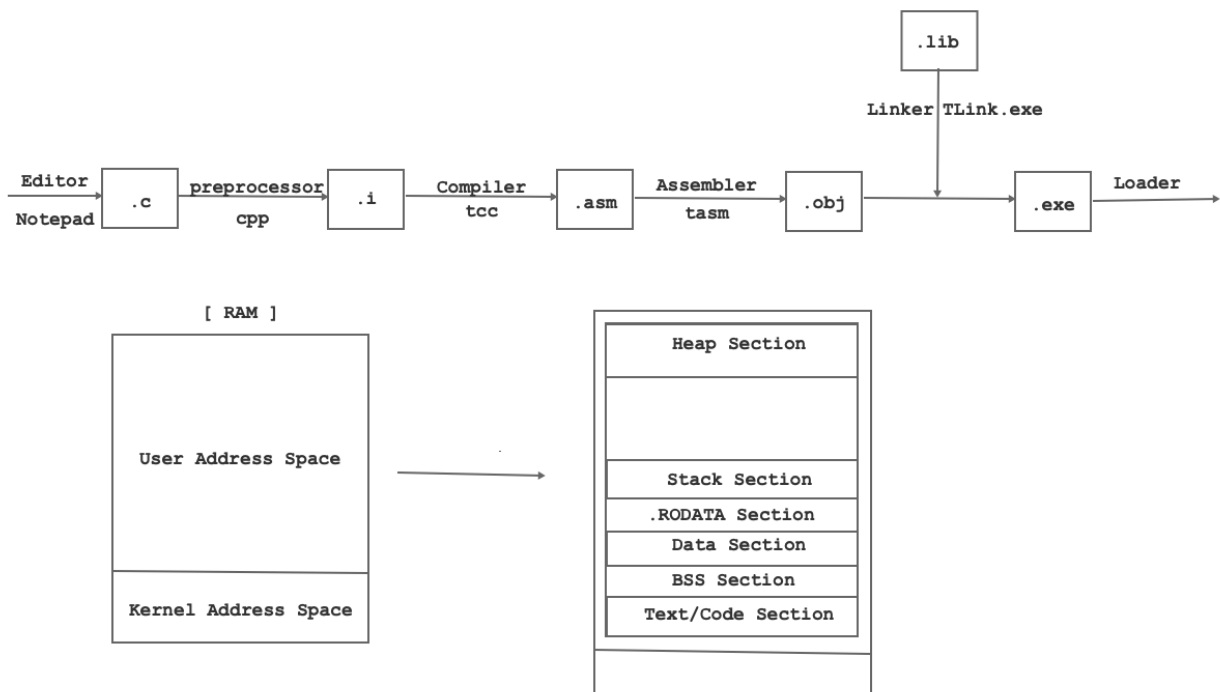 .lib
Linker TLink.exe
Editor
Notepad
.c
preprocessor
cpp
.i
Compiler
tcc
.asm
Assembler
tasm
.obj
.exe
Loader
[ RAM ]
User Address Space
Kernel Address Space
Heap Section
Stack Section
.RODATA Section
Data Section
BSS Section
Text/Code Section